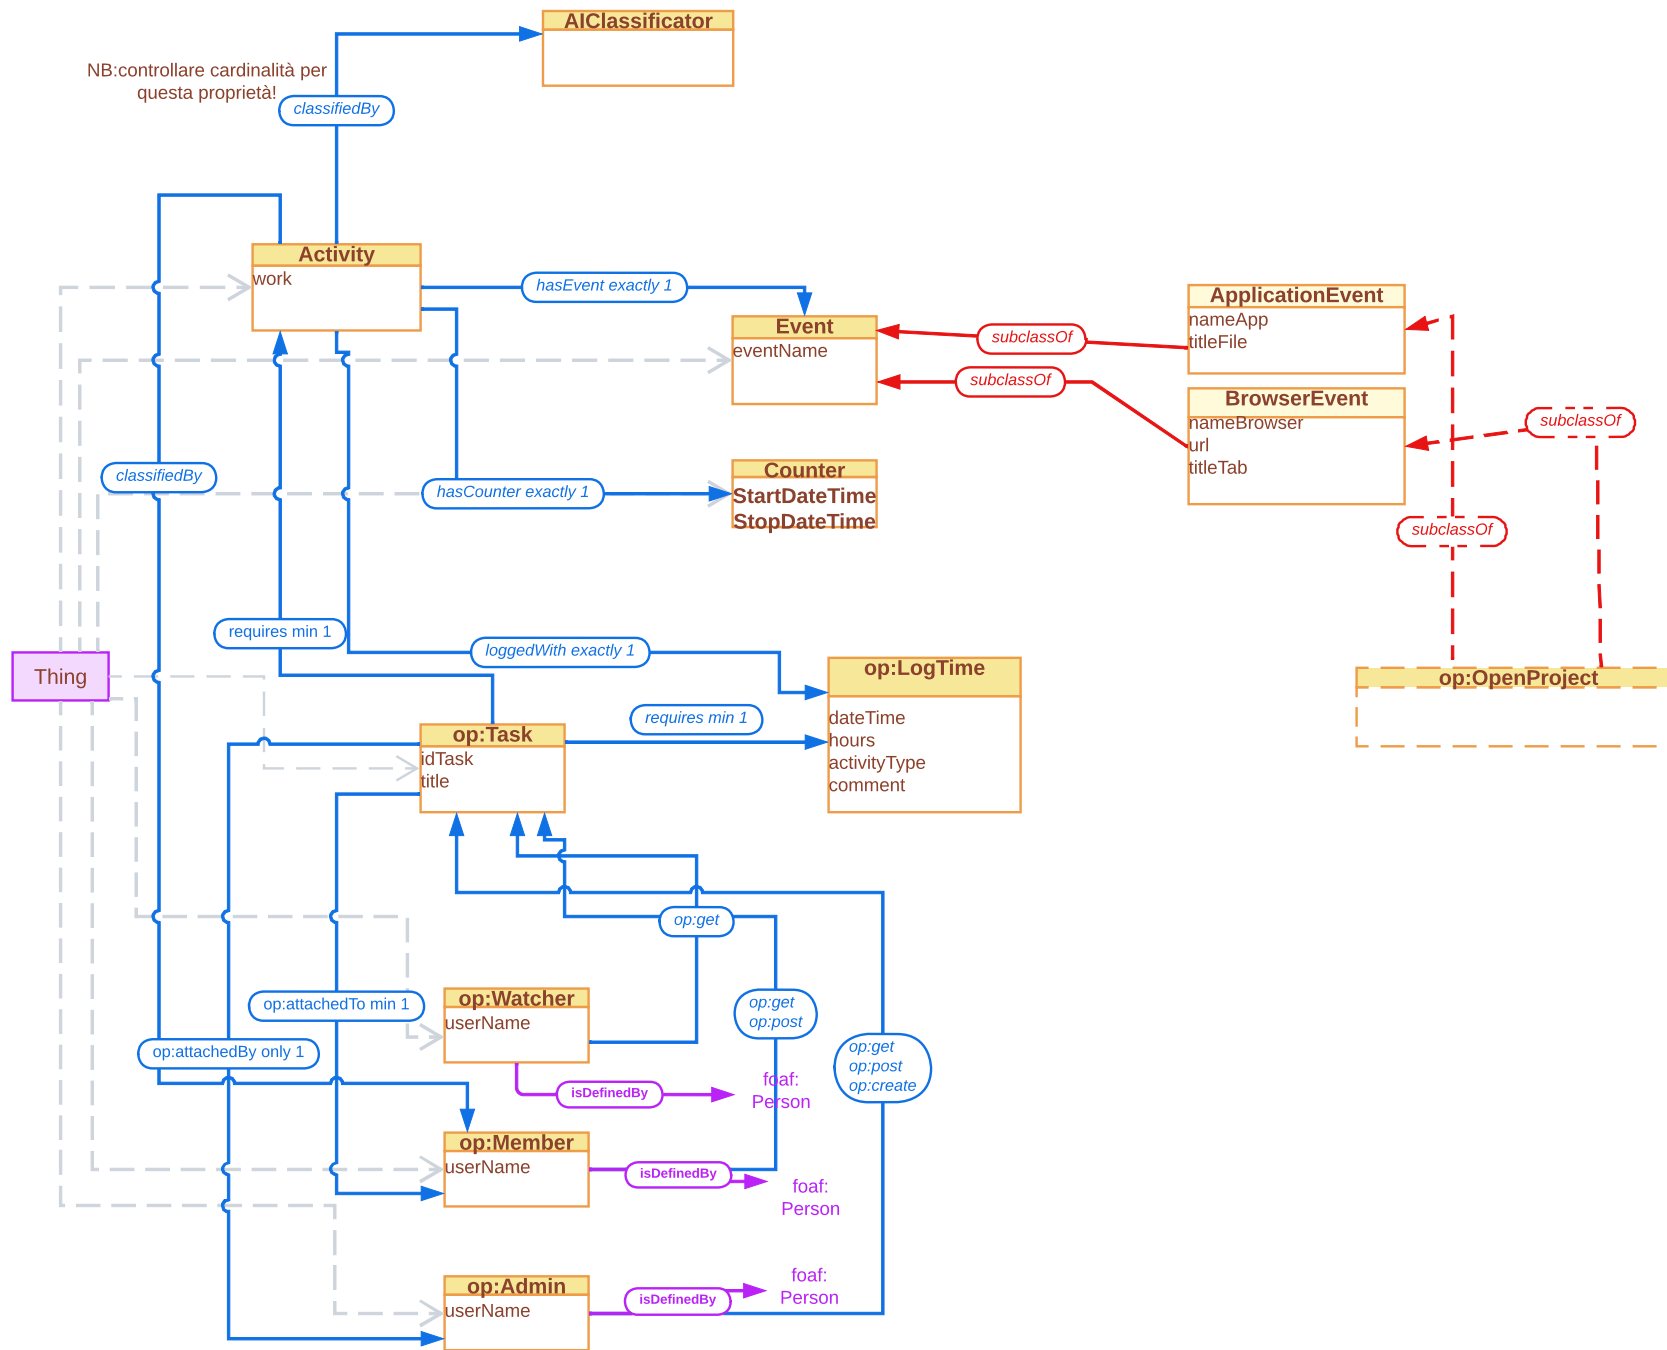 AIClassificator
NB:controllare cardinalità per
questa proprietà!
classifiedBy
Activity
work
hasEvent exactly 1
Event
eventName
subclassOf
subclassOf
ApplicationEvent
nameApp
titleFile
BrowserEvent
nameBrowser
url
titleTab
subclassOf
subclassOf
classifiedBy
hasCounter exactly 1
Counter
StartDateTime
StopDateTime
requires min 1
loggedWith exactly 1
Thing
op:LogTime
dateTime
hours
activityType
comment
op:OpenProject
requires min 1
op:Task
idTask
title
op:get
op:attachedTo min 1
op:Watcher
userName
op:get
op:post
op:get
op:post
op:create
op:attachedBy only 1
isDefinedBy
foaf:
Person
op:Member
userName
isDefinedBy
foaf:
Person
op:Admin
userName
isDefinedBy
foaf:
Person